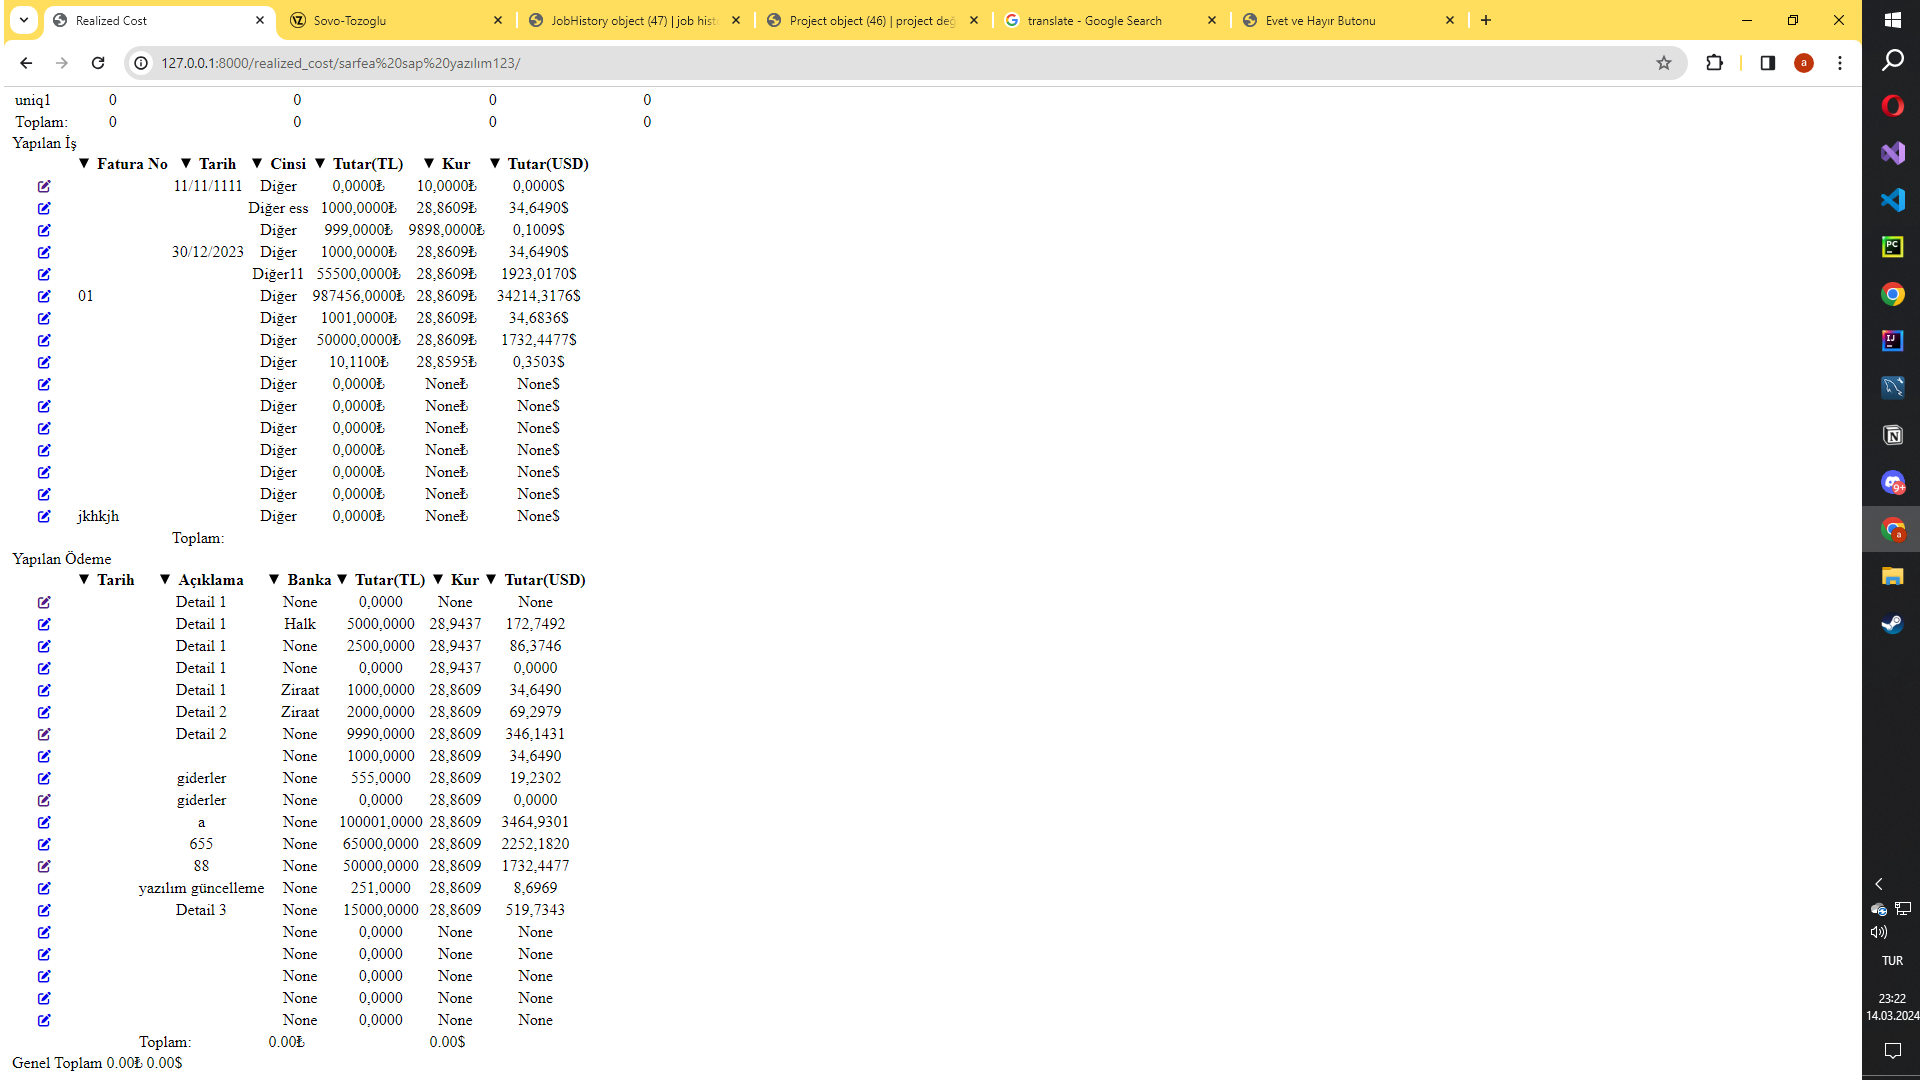 Realized Cost
Sovo-Tozoglu
JobHistory object (47) | job hist
Project object (46) | project değ
translate - Google Search
Evet ve Hayır Butonu
127.0.0.1:8000/realized_cost/sarfea%20sap%20yazılım123/
a
uniq1 0 0 0 0
Toplam: 0 0 0 0
Yapılan İş
▼ Fatura No ▼ Tarih ▼ Cinsi ▼ Tutar(TL) ▼ Kur ▼ Tutar(USD)
11/11/1111 Diğer 0,0000₺ 10,0000₺ 0,0000$
Diğer ess 1000,0000₺ 28,8609₺ 34,6490$
Diğer 999,0000₺ 9898,0000₺ 0,1009$
30/12/2023 Diğer 1000,0000₺ 28,8609₺ 34,6490$
Diğer11 55500,0000₺ 28,8609₺ 1923,0170$
01 Diğer 987456,0000₺ 28,8609₺ 34214,3176$
Diğer 1001,0000₺ 28,8609₺ 34,6836$
Diğer 50000,0000₺ 28,8609₺ 1732,4477$
Diğer 10,1100₺ 28,8595₺ 0,3503$
Diğer 0,0000₺ None₺ None$
Diğer 0,0000₺ None₺ None$
Diğer 0,0000₺ None₺ None$
Diğer 0,0000₺ None₺ None$
Diğer 0,0000₺ None₺ None$
Diğer 0,0000₺ None₺ None$
jkhkjh Diğer 0,0000₺ None₺ None$
Toplam:
Yapılan Ödeme
▼ Tarih ▼ Açıklama ▼ Banka ▼ Tutar(TL) ▼ Kur ▼ Tutar(USD)
Detail 1 None 0,0000 None None
Detail 1 Halk 5000,0000 28,9437 172,7492
Detail 1 None 2500,0000 28,9437 86,3746
Detail 1 None 0,0000 28,9437 0,0000
Detail 1 Ziraat 1000,0000 28,8609 34,6490
Detail 2 Ziraat 2000,0000 28,8609 69,2979
Detail 2 None 9990,0000 28,8609 346,1431
None 1000,0000 28,8609 34,6490
giderler None 555,0000 28,8609 19,2302
giderler None 0,0000 28,8609 0,0000
a None 100001,0000 28,8609 3464,9301
655 None 65000,0000 28,8609 2252,1820
88 None 50000,0000 28,8609 1732,4477
yazılım güncelleme None 251,0000 28,8609 8,6969
Detail 3 None 15000,0000 28,8609 519,7343
None 0,0000 None None
None 0,0000 None None
None 0,0000 None None
None 0,0000 None None
None 0,0000 None None
Toplam: 0.00₺ 0.00$
Genel Toplam 0.00₺ 0.00$
PC
IJ
N
9+
a
TUR
23:22
14.03.2024